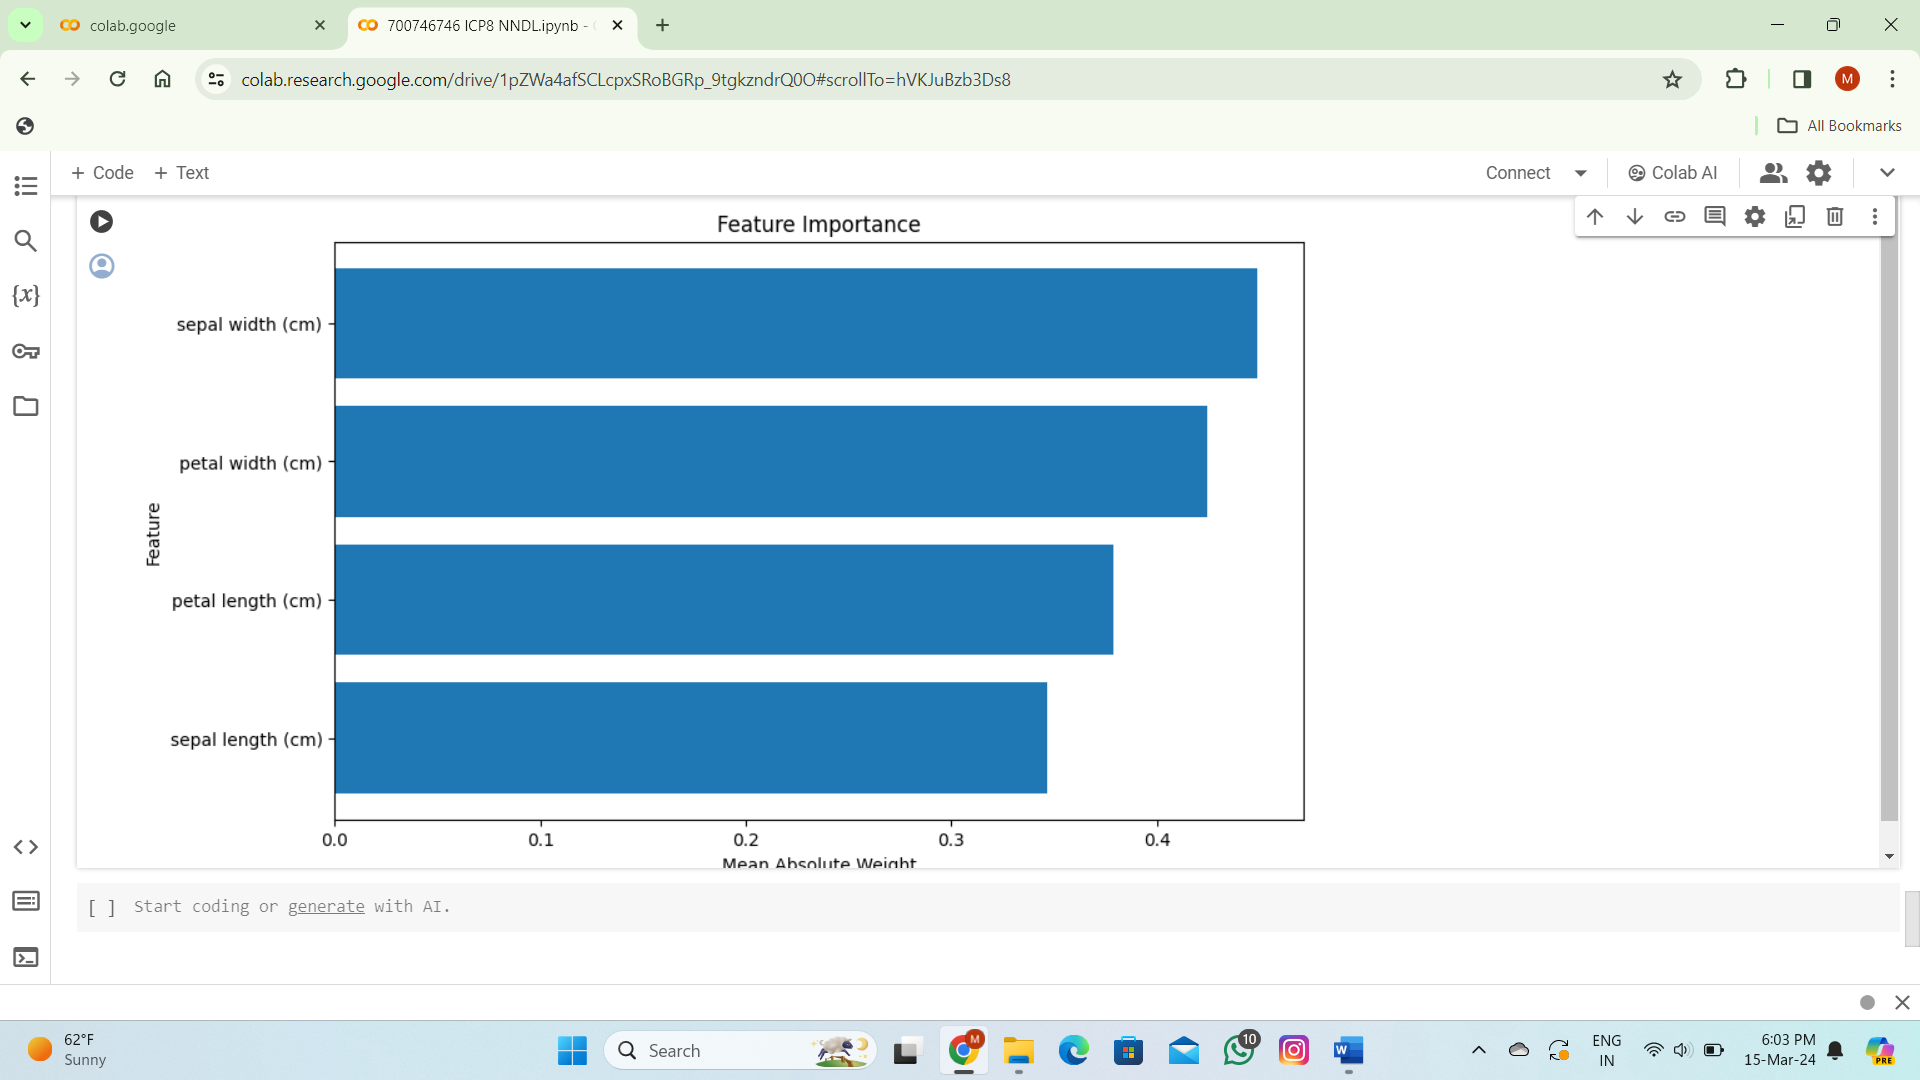 colab.google
700746746 ICP8 NNDL.ipynb -
colab.research.google.com/drive/1pZWa4afSCLcpxSRoBGRp_9tgkzndrQ0O#scrollTo=hVKJuBzb3Ds8
M
All Bookmarks
+ Code + Text
Connect
Colab AI
{x}
Feature Importance
sepal width (cm)
petal width (cm)
Feature
petal length (cm)
sepal length (cm)
0.0 0.1 0.2 0.3 0.4
Mean Absolute Weight
[ ] Start coding or generate with AI.
62°F
Sunny
Search
M
10
W
ENG
IN
6:03 PM
15-Mar-24
PRE